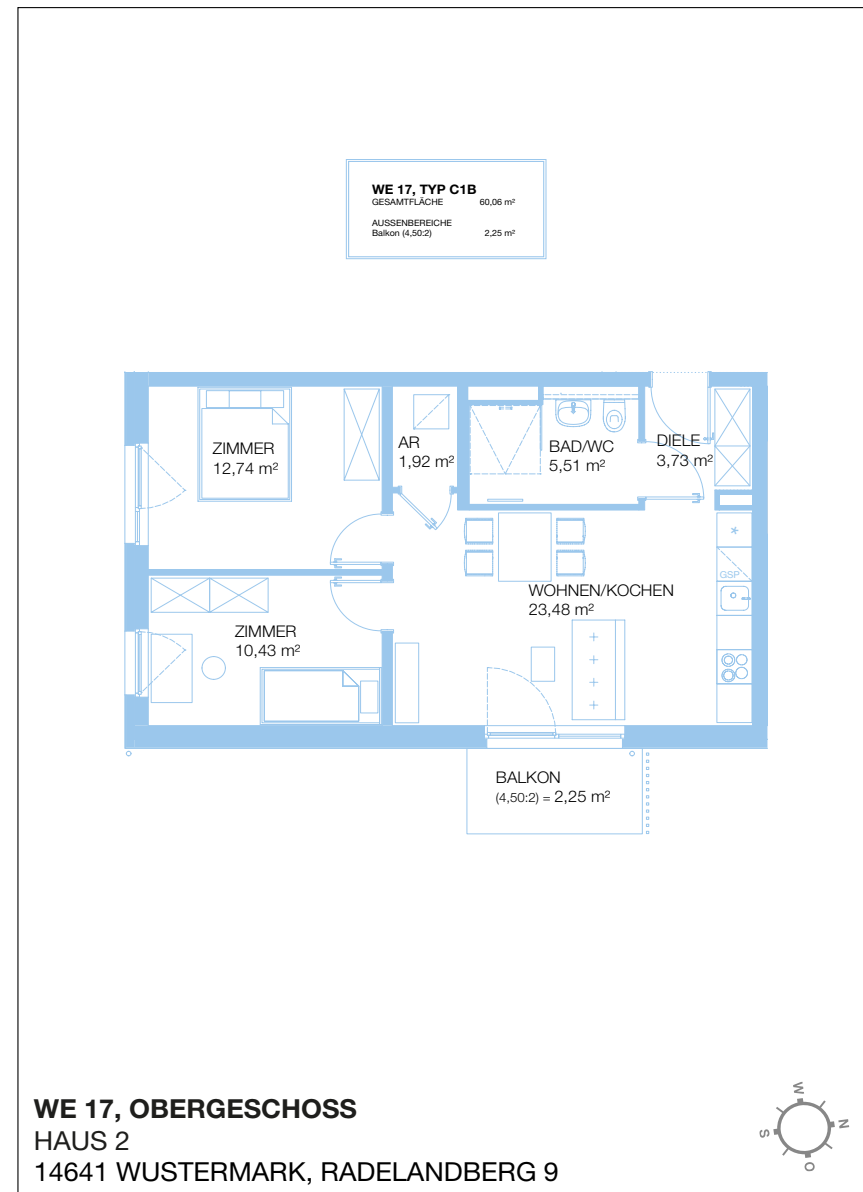 WE 17, TYP C1B
GESAMTFLÄCHE 60,06 m²
AUSSENBEREICHE
Balkon (4,50:2) 2,25 m²
ZIMMER
12,74 m²
AR
1,92 m²
BAD/WC
5,51 m²
DIELE
3,73 m²
*
GSP
WOHNEN/KOCHEN
23,48 m²
ZIMMER
10,43 m²
BALKON
(4,50:2) = 2,25 m²
WE 17, OBERGESCHOSS
HAUS 2
14641 WUSTERMARK, RADELANDBERG 9
W
N
S
O